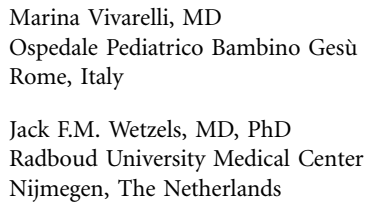 Marina Vivarelli, MD
Ospedale Pediatrico Bambino Gesù
Rome, Italy
Jack F.M. Wetzels, MD, PhD
Radboud University Medical Center
Nijmegen, The Netherlands